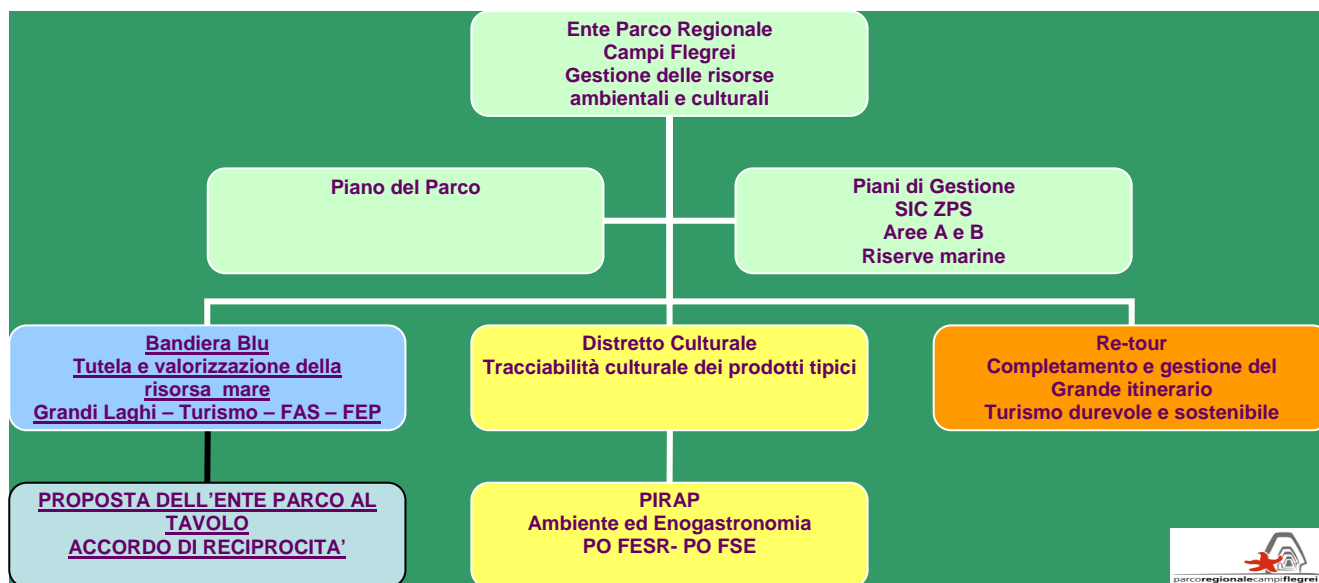 Ente Parco Regionale
Campi Flegrei
Gestione delle risorse
ambientali e culturali
Piano del Parco
Piani di Gestione
SIC ZPS
Aree A e B
Riserve marine
Bandiera Blu
Tutela e valorizzazione della
risorsa mare
Grandi Laghi – Turismo – FAS – FEP
Distretto Culturale
Tracciabilità culturale dei prodotti tipici
Re-tour
Completamento e gestione del
Grande itinerario
Turismo durevole e sostenibile
PROPOSTA DELL’ENTE PARCO AL
TAVOLO
ACCORDO DI RECIPROCITA’
PIRAP
Ambiente ed Enogastronomia
PO FESR- PO FSE
parcoregionalecampiflegrei